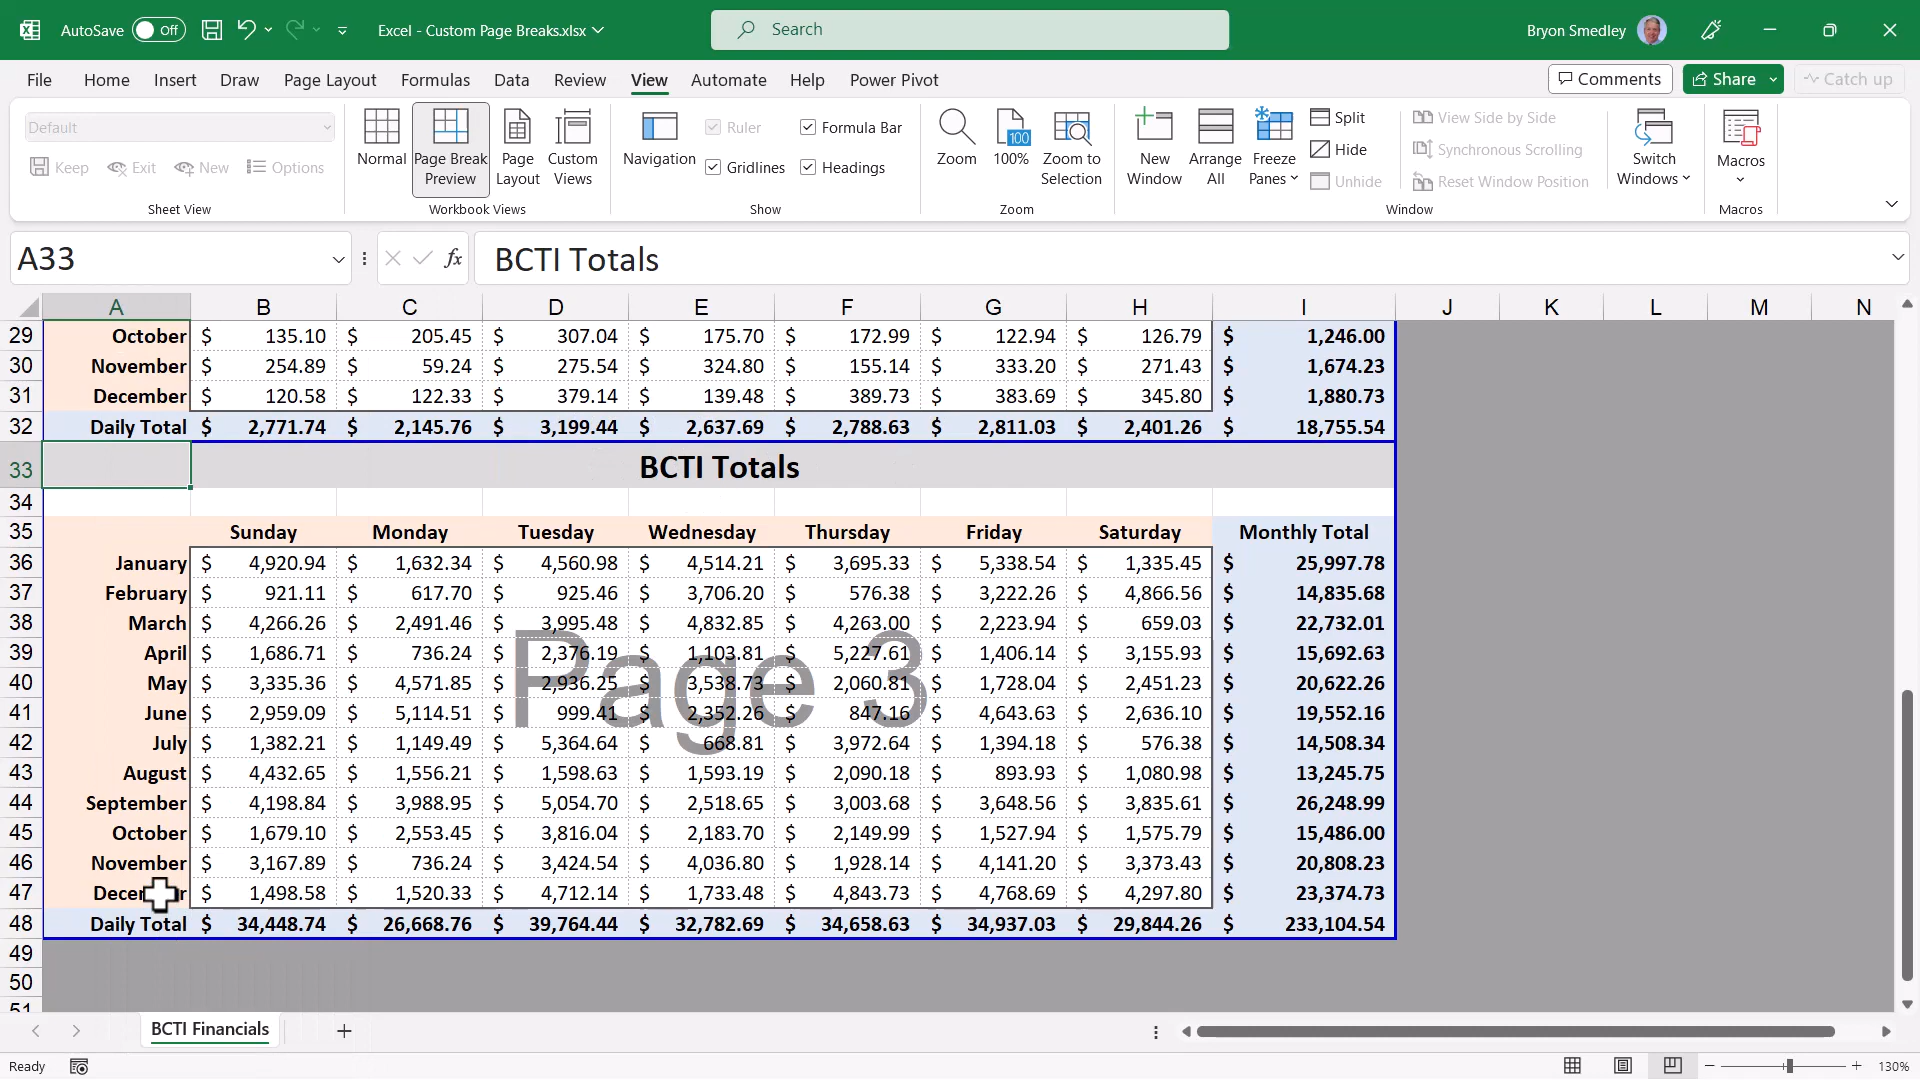 AutoSave Off Excel - Custom Page Breaks.xlsx Search Bryon Smedley
File Home Insert Draw Page Layout Formulas Data Review View Automate Help Power Pivot Comments Share Catch up
Default
Keep Exit New Options
Sheet View
Normal Page Break Preview Page Layout Custom Views
Workbook Views
Navigation Ruler Formula Bar
Gridlines Headings
Show
Zoom 100 100% Zoom to Selection
Zoom
New Window Arrange All Freeze Panes Split
Hide
Unhide
View Side by Side
Synchronous Scrolling
Reset Window Position
Switch Windows
Window
Macros
Macros
A33 fx BCTI Totals
A B C D E F G H I J K L M N
29 October $ 135.10 $ 205.45 $ 307.04 $ 175.70 $ 172.99 $ 122.94 $ 126.79 $ 1,246.00
30 November $ 254.89 $ 59.24 $ 275.54 $ 324.80 $ 155.14 $ 333.20 $ 271.43 $ 1,674.23
31 December $ 120.58 $ 122.33 $ 379.14 $ 139.48 $ 389.73 $ 383.69 $ 345.80 $ 1,880.73
32 Daily Total $ 2,771.74 $ 2,145.76 $ 3,199.44 $ 2,637.69 $ 2,788.63 $ 2,811.03 $ 2,401.26 $ 18,755.54
33 BCTI Totals
34
35 Sunday Monday Tuesday Wednesday Thursday Friday Saturday Monthly Total
36 January $ 4,920.94 $ 1,632.34 $ 4,560.98 $ 4,514.21 $ 3,695.33 $ 5,338.54 $ 1,335.45 $ 25,997.78
37 February $ 921.11 $ 617.70 $ 925.46 $ 3,706.20 $ 576.38 $ 3,222.26 $ 4,866.56 $ 14,835.68
38 March $ 4,266.26 $ 2,491.46 $ 3,995.48 $ 4,832.85 $ 4,263.00 $ 2,223.94 $ 659.03 $ 22,732.01
39 April $ 1,686.71 $ 736.24 $ 2,376.19 $ 1,103.81 $ 5,227.61 $ 1,406.14 $ 3,155.93 $ 15,692.63
40 May $ 3,335.36 $ 4,571.85 $ 2,936.25 $ 3,538.73 $ 2,060.81 $ 1,728.04 $ 2,451.23 $ 20,622.26
Page 3
41 June $ 2,959.09 $ 5,114.51 $ 999.41 $ 2,352.26 $ 847.16 $ 4,643.63 $ 2,636.10 $ 19,552.16
42 July $ 1,382.21 $ 1,149.49 $ 5,364.64 $ 668.81 $ 3,972.64 $ 1,394.18 $ 576.38 $ 14,508.34
43 August $ 4,432.65 $ 1,556.21 $ 1,598.63 $ 1,593.19 $ 2,090.18 $ 893.93 $ 1,080.98 $ 13,245.75
44 September $ 4,198.84 $ 3,988.95 $ 5,054.70 $ 2,518.65 $ 3,003.68 $ 3,648.56 $ 3,835.61 $ 26,248.99
45 October $ 1,679.10 $ 2,553.45 $ 3,816.04 $ 2,183.70 $ 2,149.99 $ 1,527.94 $ 1,575.79 $ 15,486.00
46 November $ 3,167.89 $ 736.24 $ 3,424.54 $ 4,036.80 $ 1,928.14 $ 4,141.20 $ 3,373.43 $ 20,808.23
47 December $ 1,498.58 $ 1,520.33 $ 4,712.14 $ 1,733.48 $ 4,843.73 $ 4,768.69 $ 4,297.80 $ 23,374.73
48 Daily Total $ 34,448.74 $ 26,668.76 $ 39,764.44 $ 32,782.69 $ 34,658.63 $ 34,937.03 $ 29,844.26 $ 233,104.54
49
50
51
BCTI Financials
Ready 130%